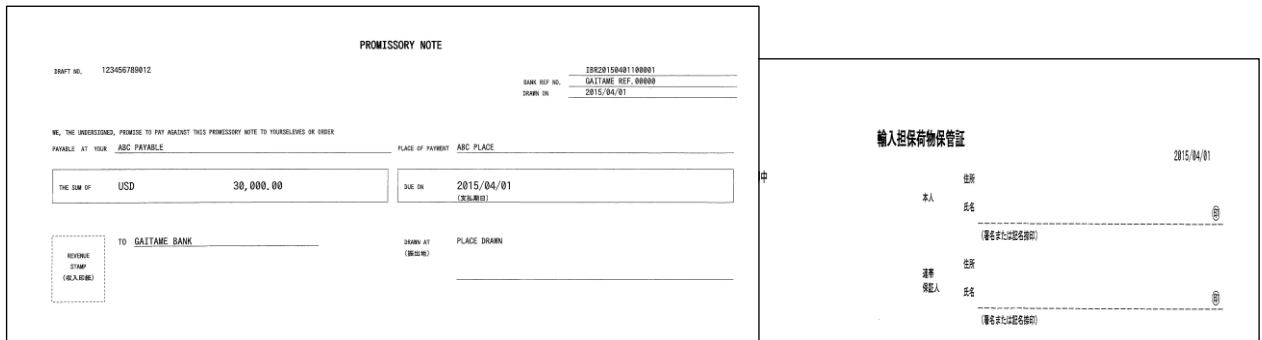 PROMISSORY NOTE
DRAFT NO. 123456789012
IBR20150401100001
BANK REF NO. GAITAME REF.00000
DRAWN ON 2015/04/01
WE, THE UNDERSIGNED, PROMISE TO PAY AGAINST THIS PROMISSORY NOTE TO YOURSELEVES OR ORDER
PAYABLE AT YOUR ABC PAYABLE PLACE OF PAYMENT ABC PLACE
THE SUM OF USD 30,000.00 DUE ON 2015/04/01
(支払期日)
TO GAITAME BANK DRAWN AT PLACE DRAWN
(振出地)
REVENUE
STAMP
(収入印紙)
輸入担保荷物保管証
2015/04/01
中
住所
本人
氏名 印
(署名または記名捺印)
住所
連帯
保証人 氏名 印
(署名または記名捺印)